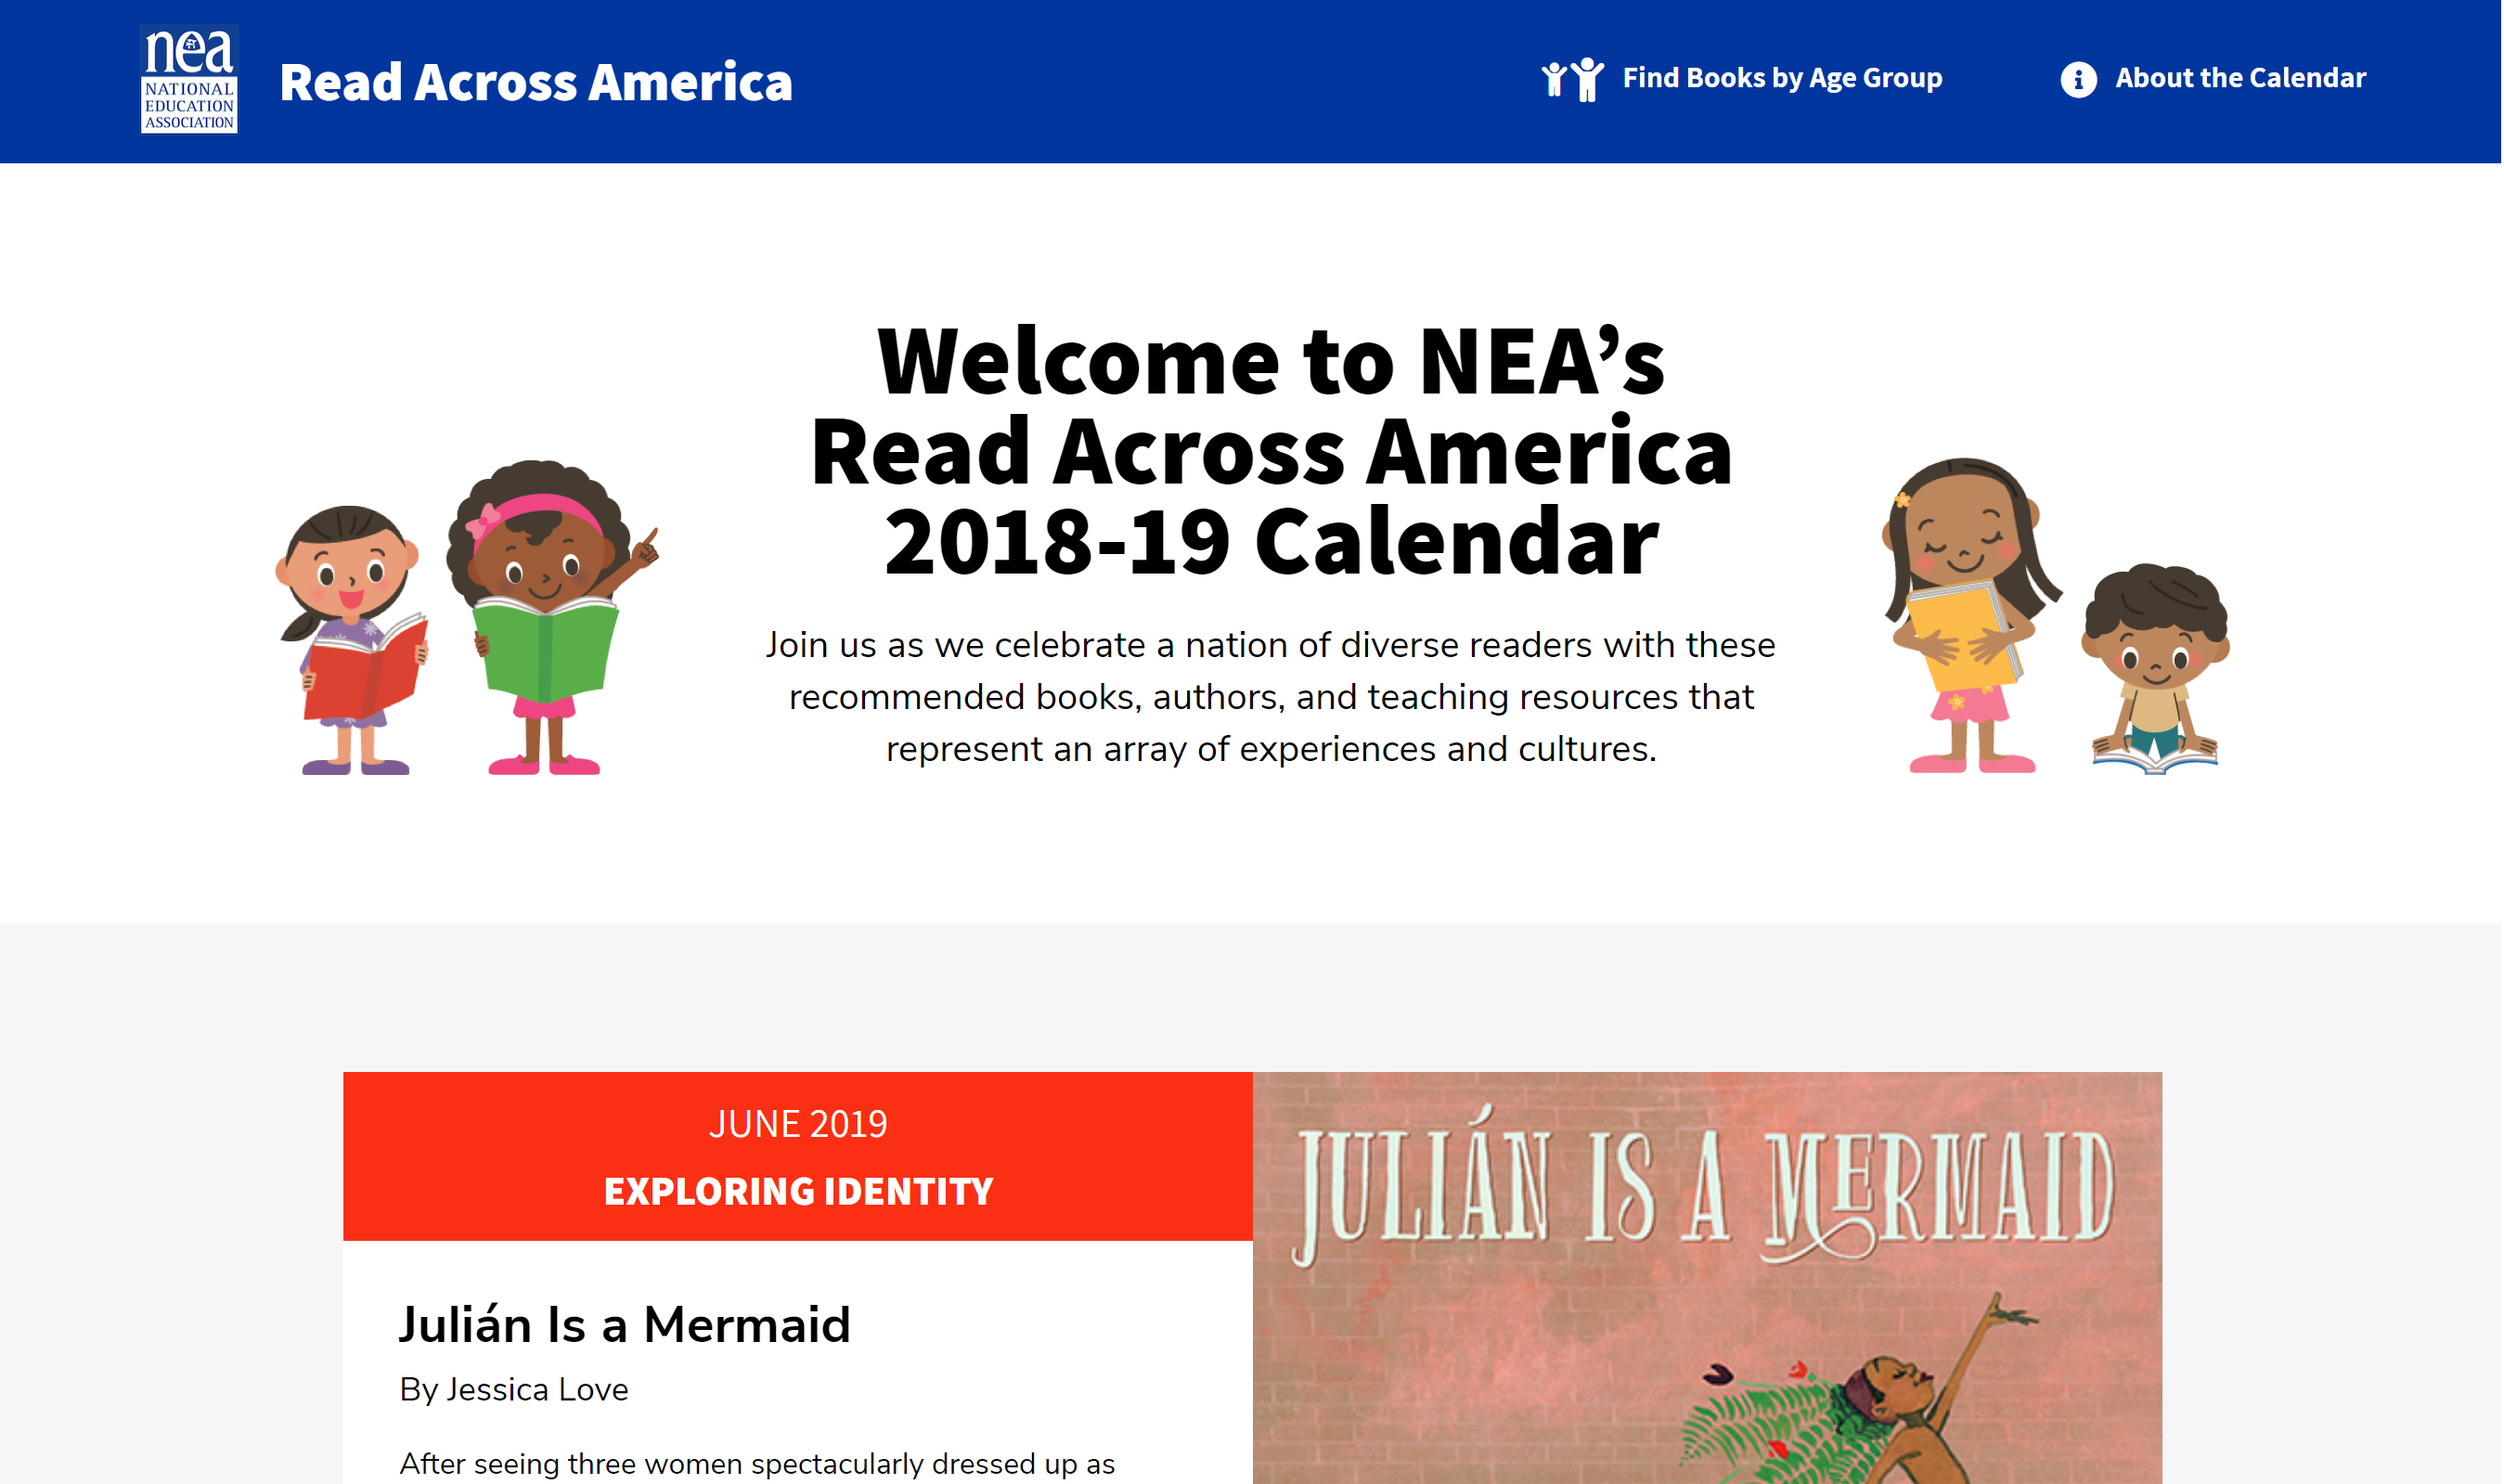 nea
NATIONAL
EDUCATION
ASSOCIATION
Read Across America
Find Books by Age Group
About the Calendar
Welcome to NEA’s
Read Across America
2018-19 Calendar
Join us as we celebrate a nation of diverse readers with these
recommended books, authors, and teaching resources that
represent an array of experiences and cultures.
JUNE 2019
EXPLORING IDENTITY
JULIÁN IS A MERMAID
Julián Is a Mermaid
By Jessica Love
After seeing three women spectacularly dressed up as